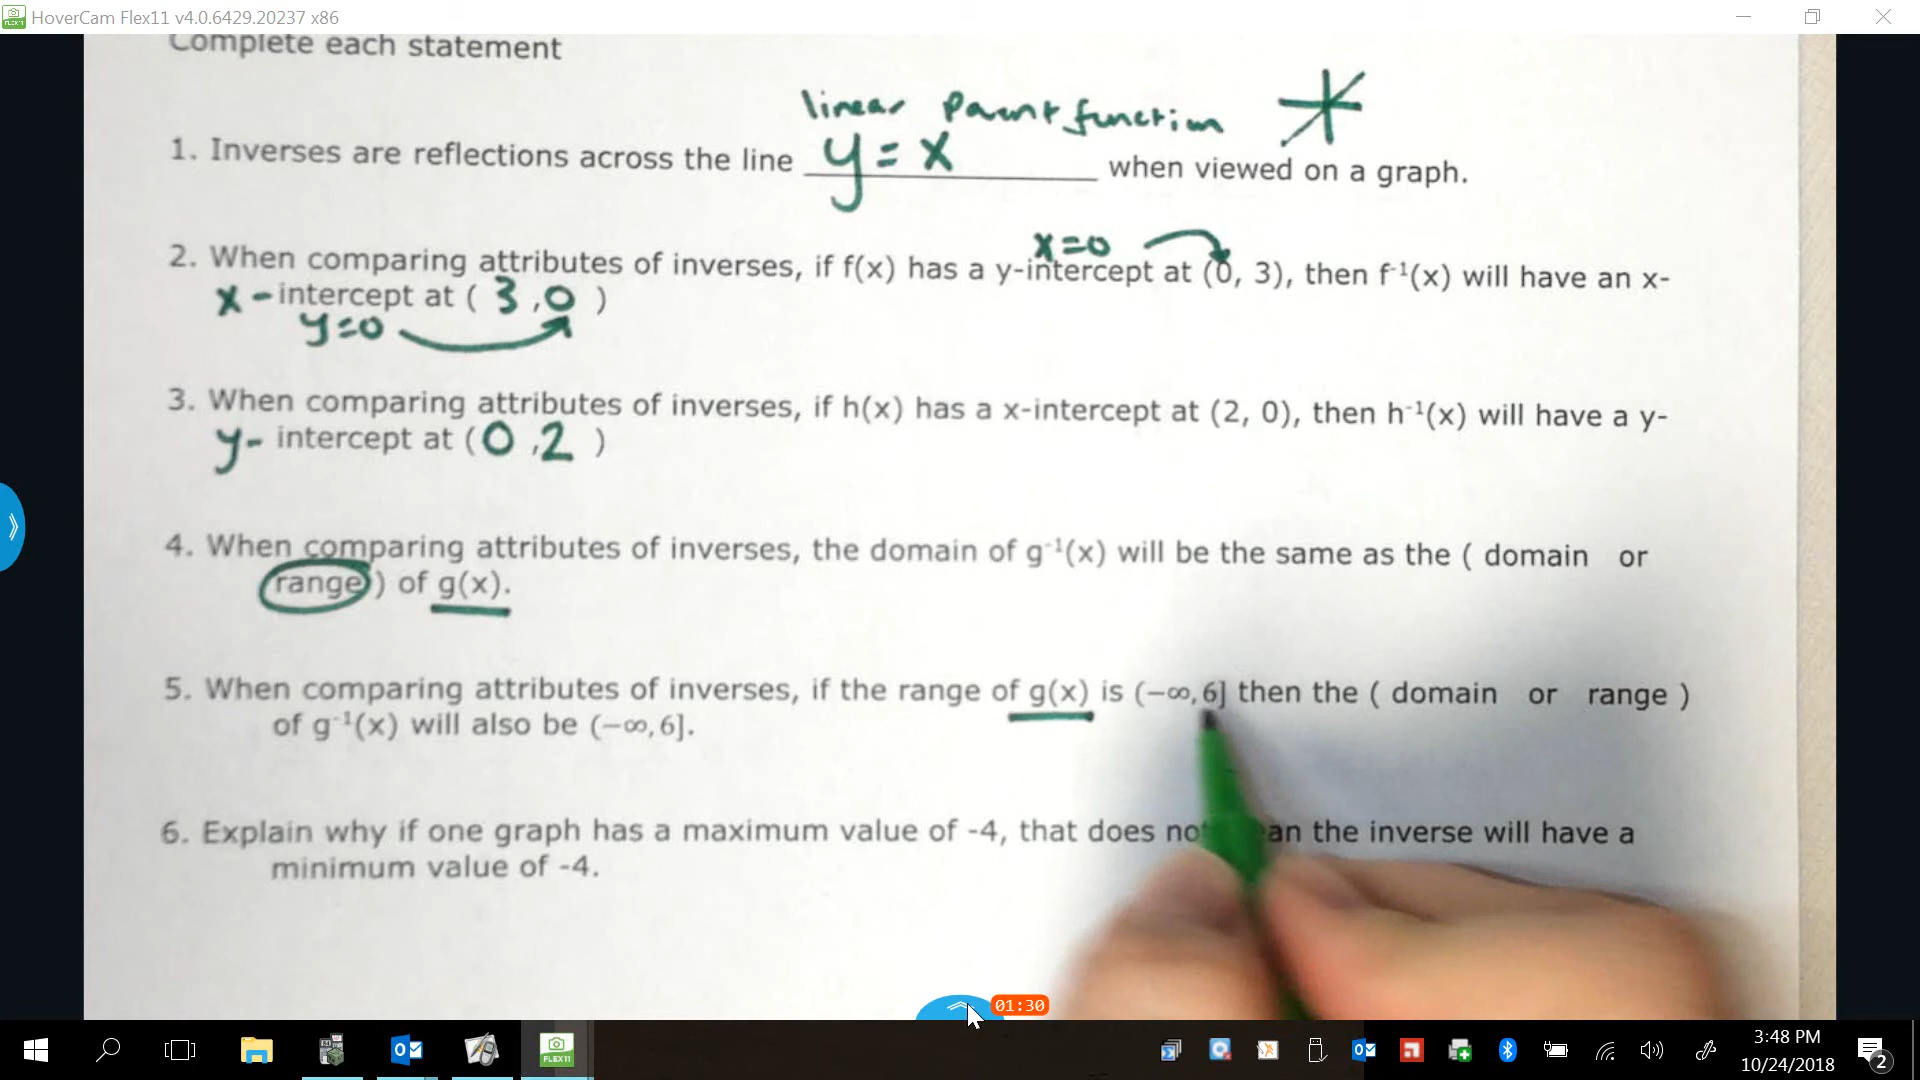 HoverCam Flex11 v4.0.6429.20237 x86
Complete each statement
linear parent function
1. Inverses are reflections across the line y = x when viewed on a graph.
x=0
2. When comparing attributes of inverses, if f(x) has a y-intercept at (0, 3), then f⁻¹(x) will have an x-
x - intercept at ( 3 , 0 )
y=0
3. When comparing attributes of inverses, if h(x) has a x-intercept at (2, 0), then h⁻¹(x) will have a y-
y- intercept at ( 0 , 2 )
4. When comparing attributes of inverses, the domain of g⁻¹(x) will be the same as the ( domain or
range ) of g(x).
5. When comparing attributes of inverses, if the range of g(x) is (−∞, 6] then the ( domain or range )
of g⁻¹(x) will also be (−∞, 6].
6. Explain why if one graph has a maximum value of -4, that does no an the inverse will have a
minimum value of -4.
01:30
FLEX11
3:48 PM
10/24/2018
2